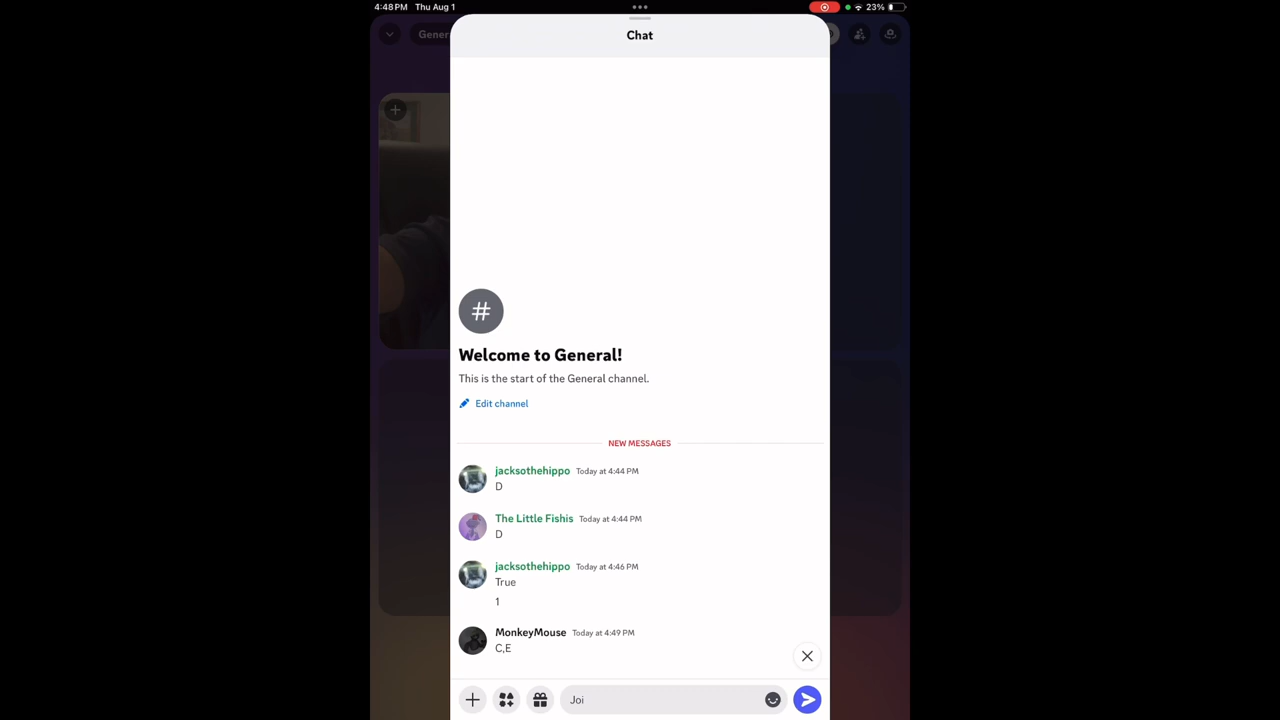 4:48 PM Thu Aug 1
23%
Gener
Chat
#
Welcome to General!
This is the start of the General channel.
Edit channel
NEW MESSAGES
jacksothehippo Today at 4:44 PM
D
The Little Fishis Today at 4:44 PM
D
jacksothehippo Today at 4:46 PM
True
1
MonkeyMouse Today at 4:49 PM
C,E
Joi